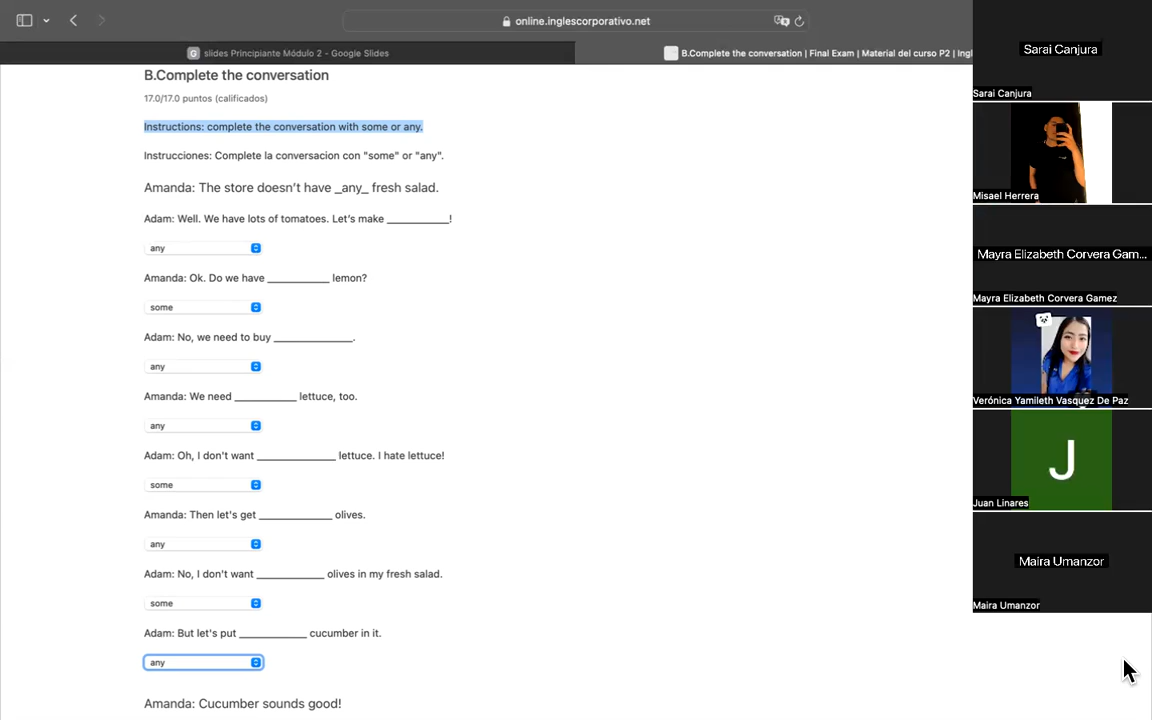 online.inglescorporativo.net
slides Principiante Módulo 2 - Google Slides
B.Complete the conversation | Final Exam | Material del curso P2 | Ingl
B.Complete the conversation
17.0/17.0 puntos (calificados)
Instructions: complete the conversation with some or any.
Instrucciones: Complete la conversacion con "some" or "any".
Amanda: The store doesn't have _any_ fresh salad.
Adam: Well. We have lots of tomatoes. Let's make ___________!
any
Amanda: Ok. Do we have ___________ lemon?
some
Adam: No, we need to buy ______________.
any
Amanda: We need ___________ lettuce, too.
any
Adam: Oh, I don't want ______________ lettuce. I hate lettuce!
some
Amanda: Then let's get _____________ olives.
any
Adam: No, I don't want ____________ olives in my fresh salad.
some
Adam: But let's put ____________ cucumber in it.
any
Amanda: Cucumber sounds good!
Sarai Canjura
Sarai Canjura
Misael Herrera
Mayra Elizabeth Corvera Gam...
Mayra Elizabeth Corvera Gamez
Verónica Yamileth Vasquez De Paz
J
Juan Linares
Maira Umanzor
Maira Umanzor